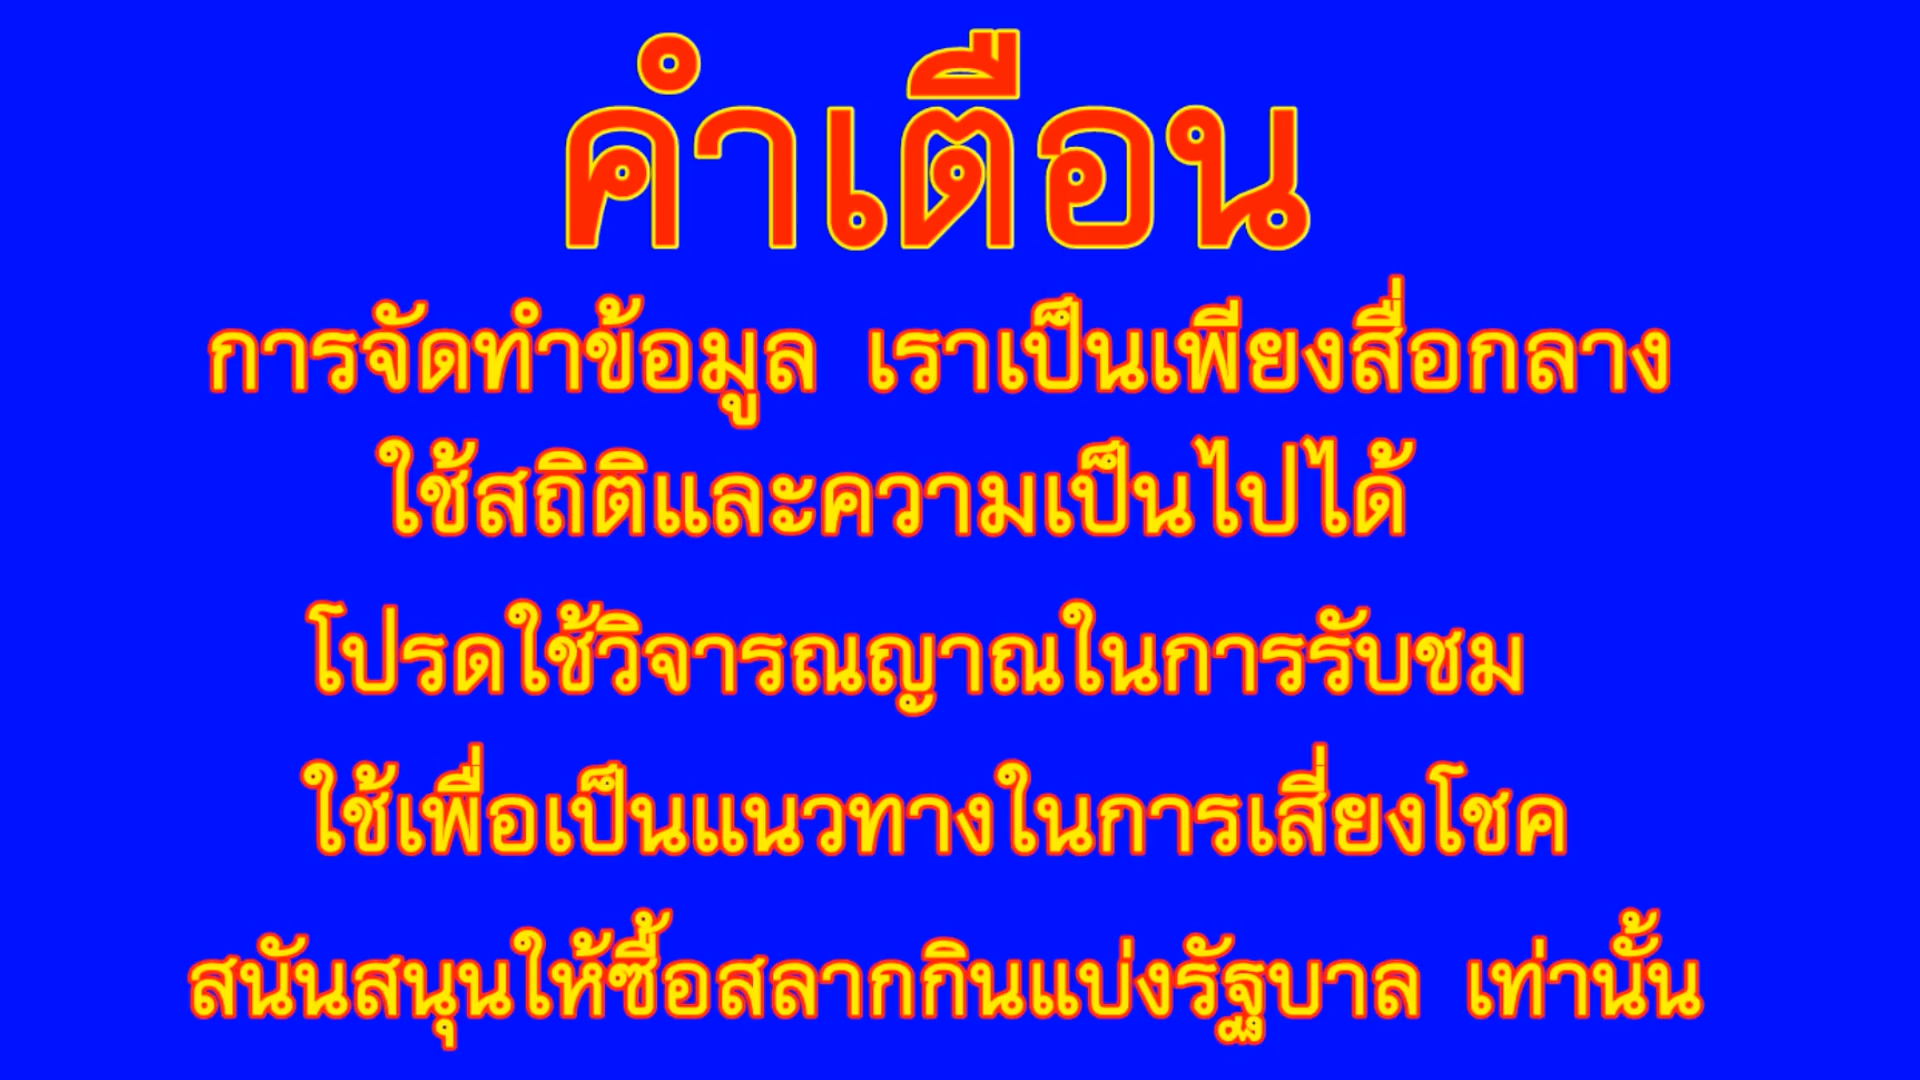 คำเตือน
การจัดทำข้อมูล เราเป็นเพียงสื่อกลาง
ใช้สถิติและความเป็นไปได้
โปรดใช้วิจารณญาณในการรับชม
ใช้เพื่อเป็นแนวทางในการเสี่ยงโชค
สนันสนุนให้ซื้อสลากกินแบ่งรัฐบาล เท่านั้น